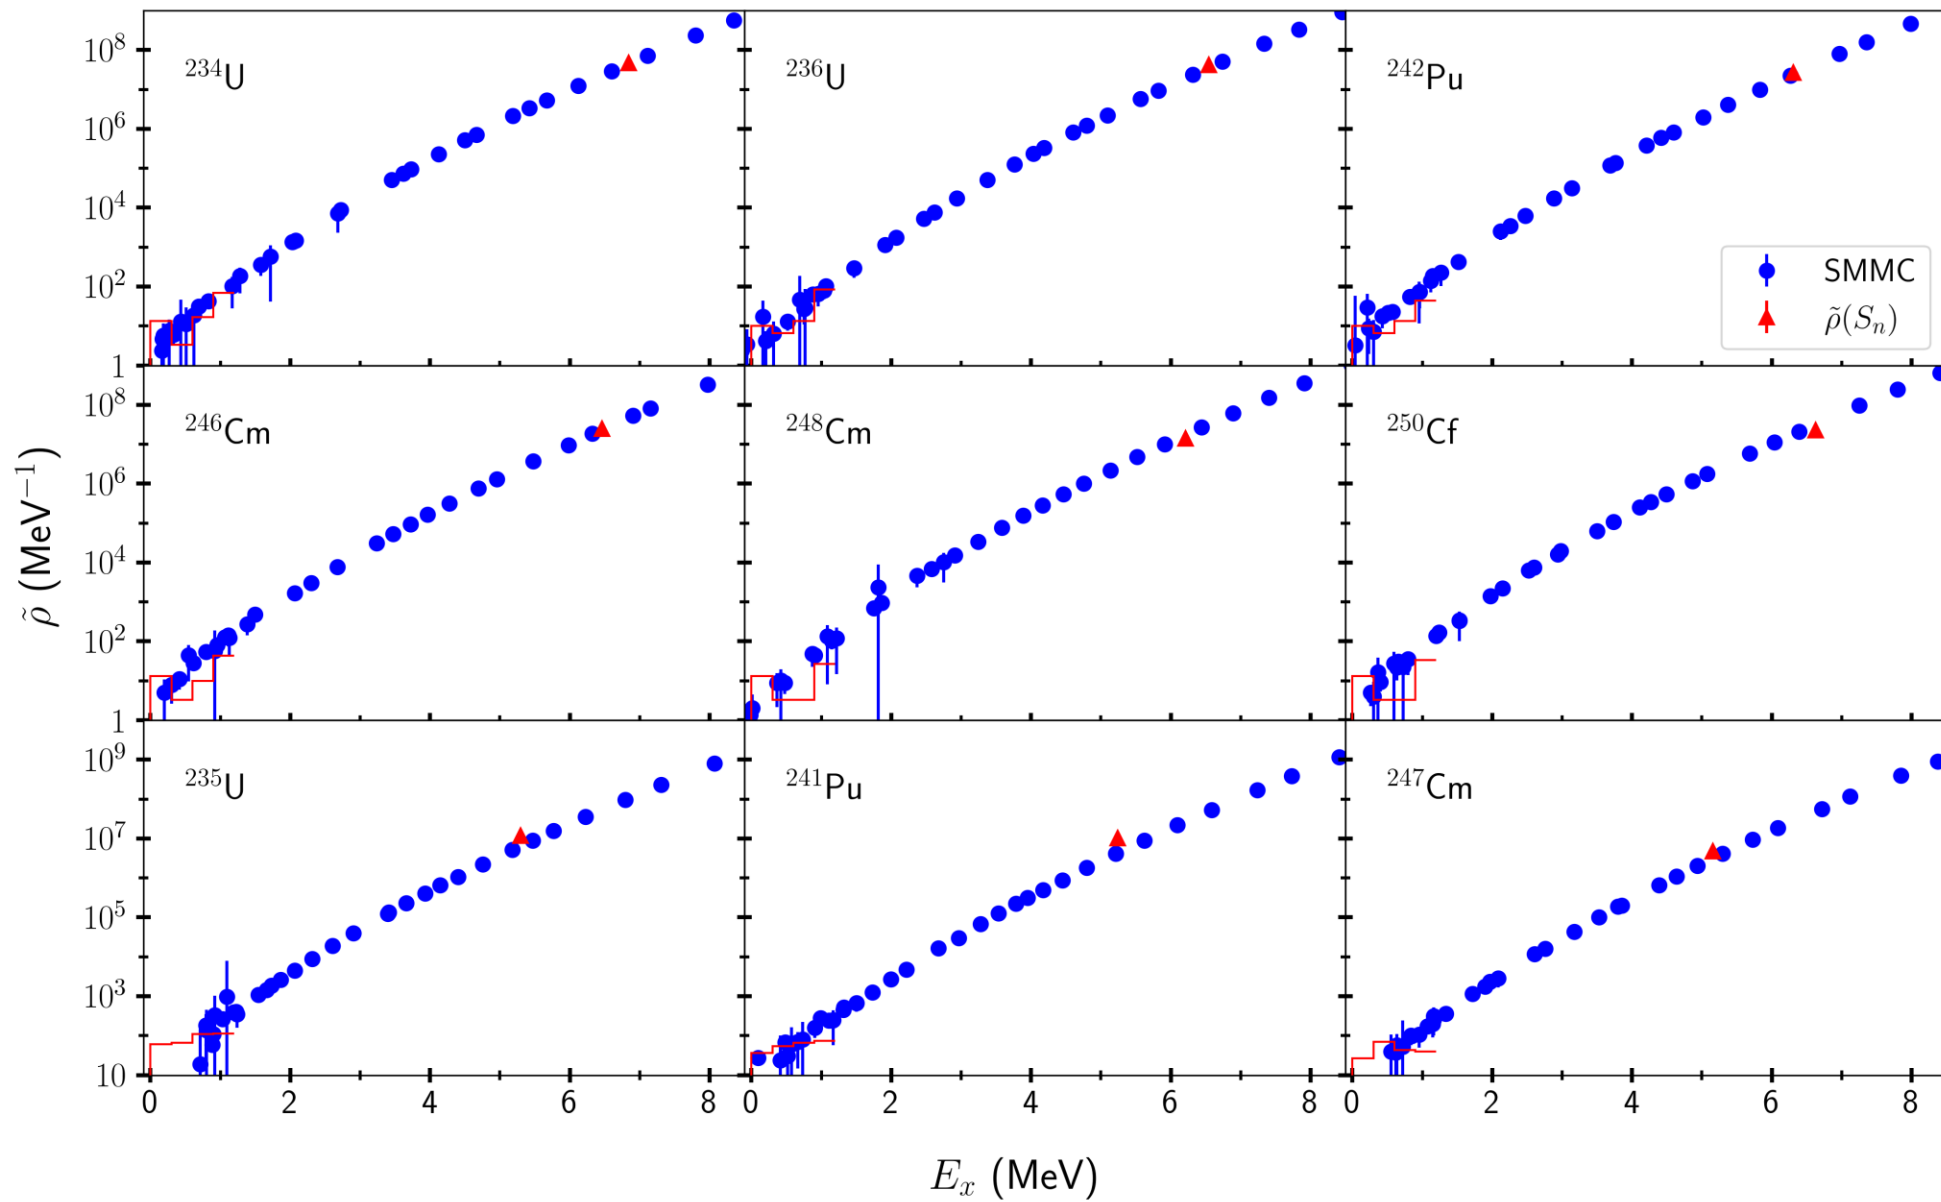 10⁸
10⁶
10⁴
10²
1
²³⁴U
²³⁶U
²⁴²Pu
SMMC
ρ̃(Sₙ)
10⁸
10⁶
10⁴
10²
1
²⁴⁶Cm
²⁴⁸Cm
²⁵⁰Cf
ρ̃ (MeV⁻¹)
10⁹
10⁷
10⁵
10³
10
²³⁵U
²⁴¹Pu
²⁴⁷Cm
0 2 4 6 8 0 2 4 6 8 0 2 4 6 8
Eₓ (MeV)